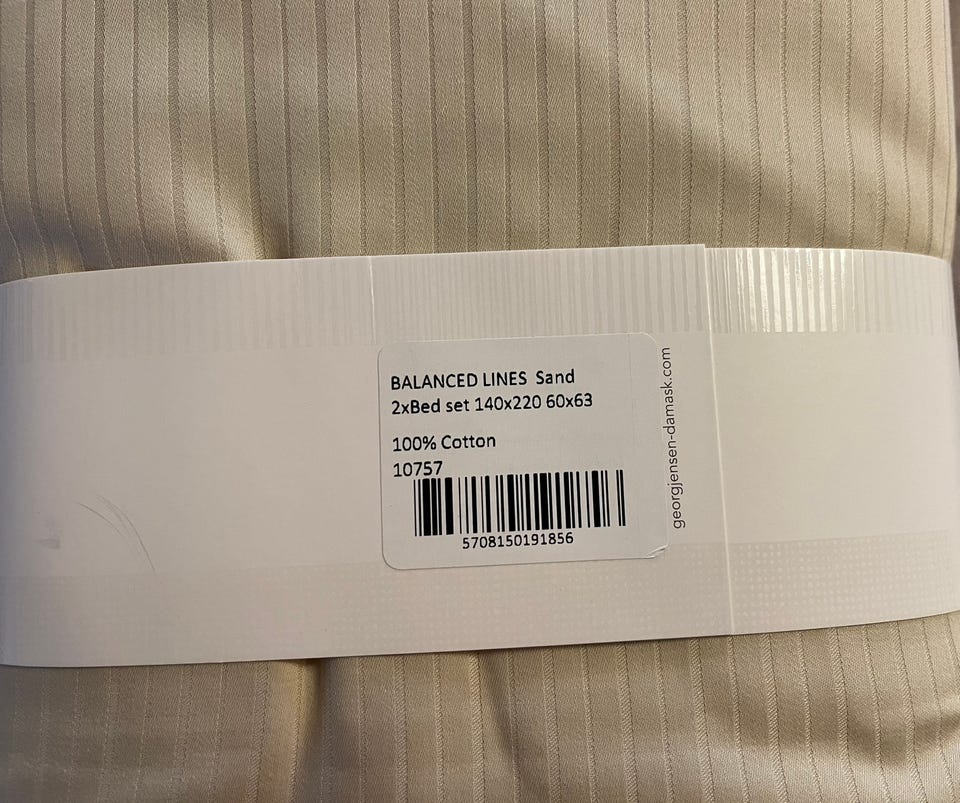 BALANCED LINES Sand
2xBed set 140x220 60x63
100% Cotton
10757
5708150191856
georgjensen-damask.com